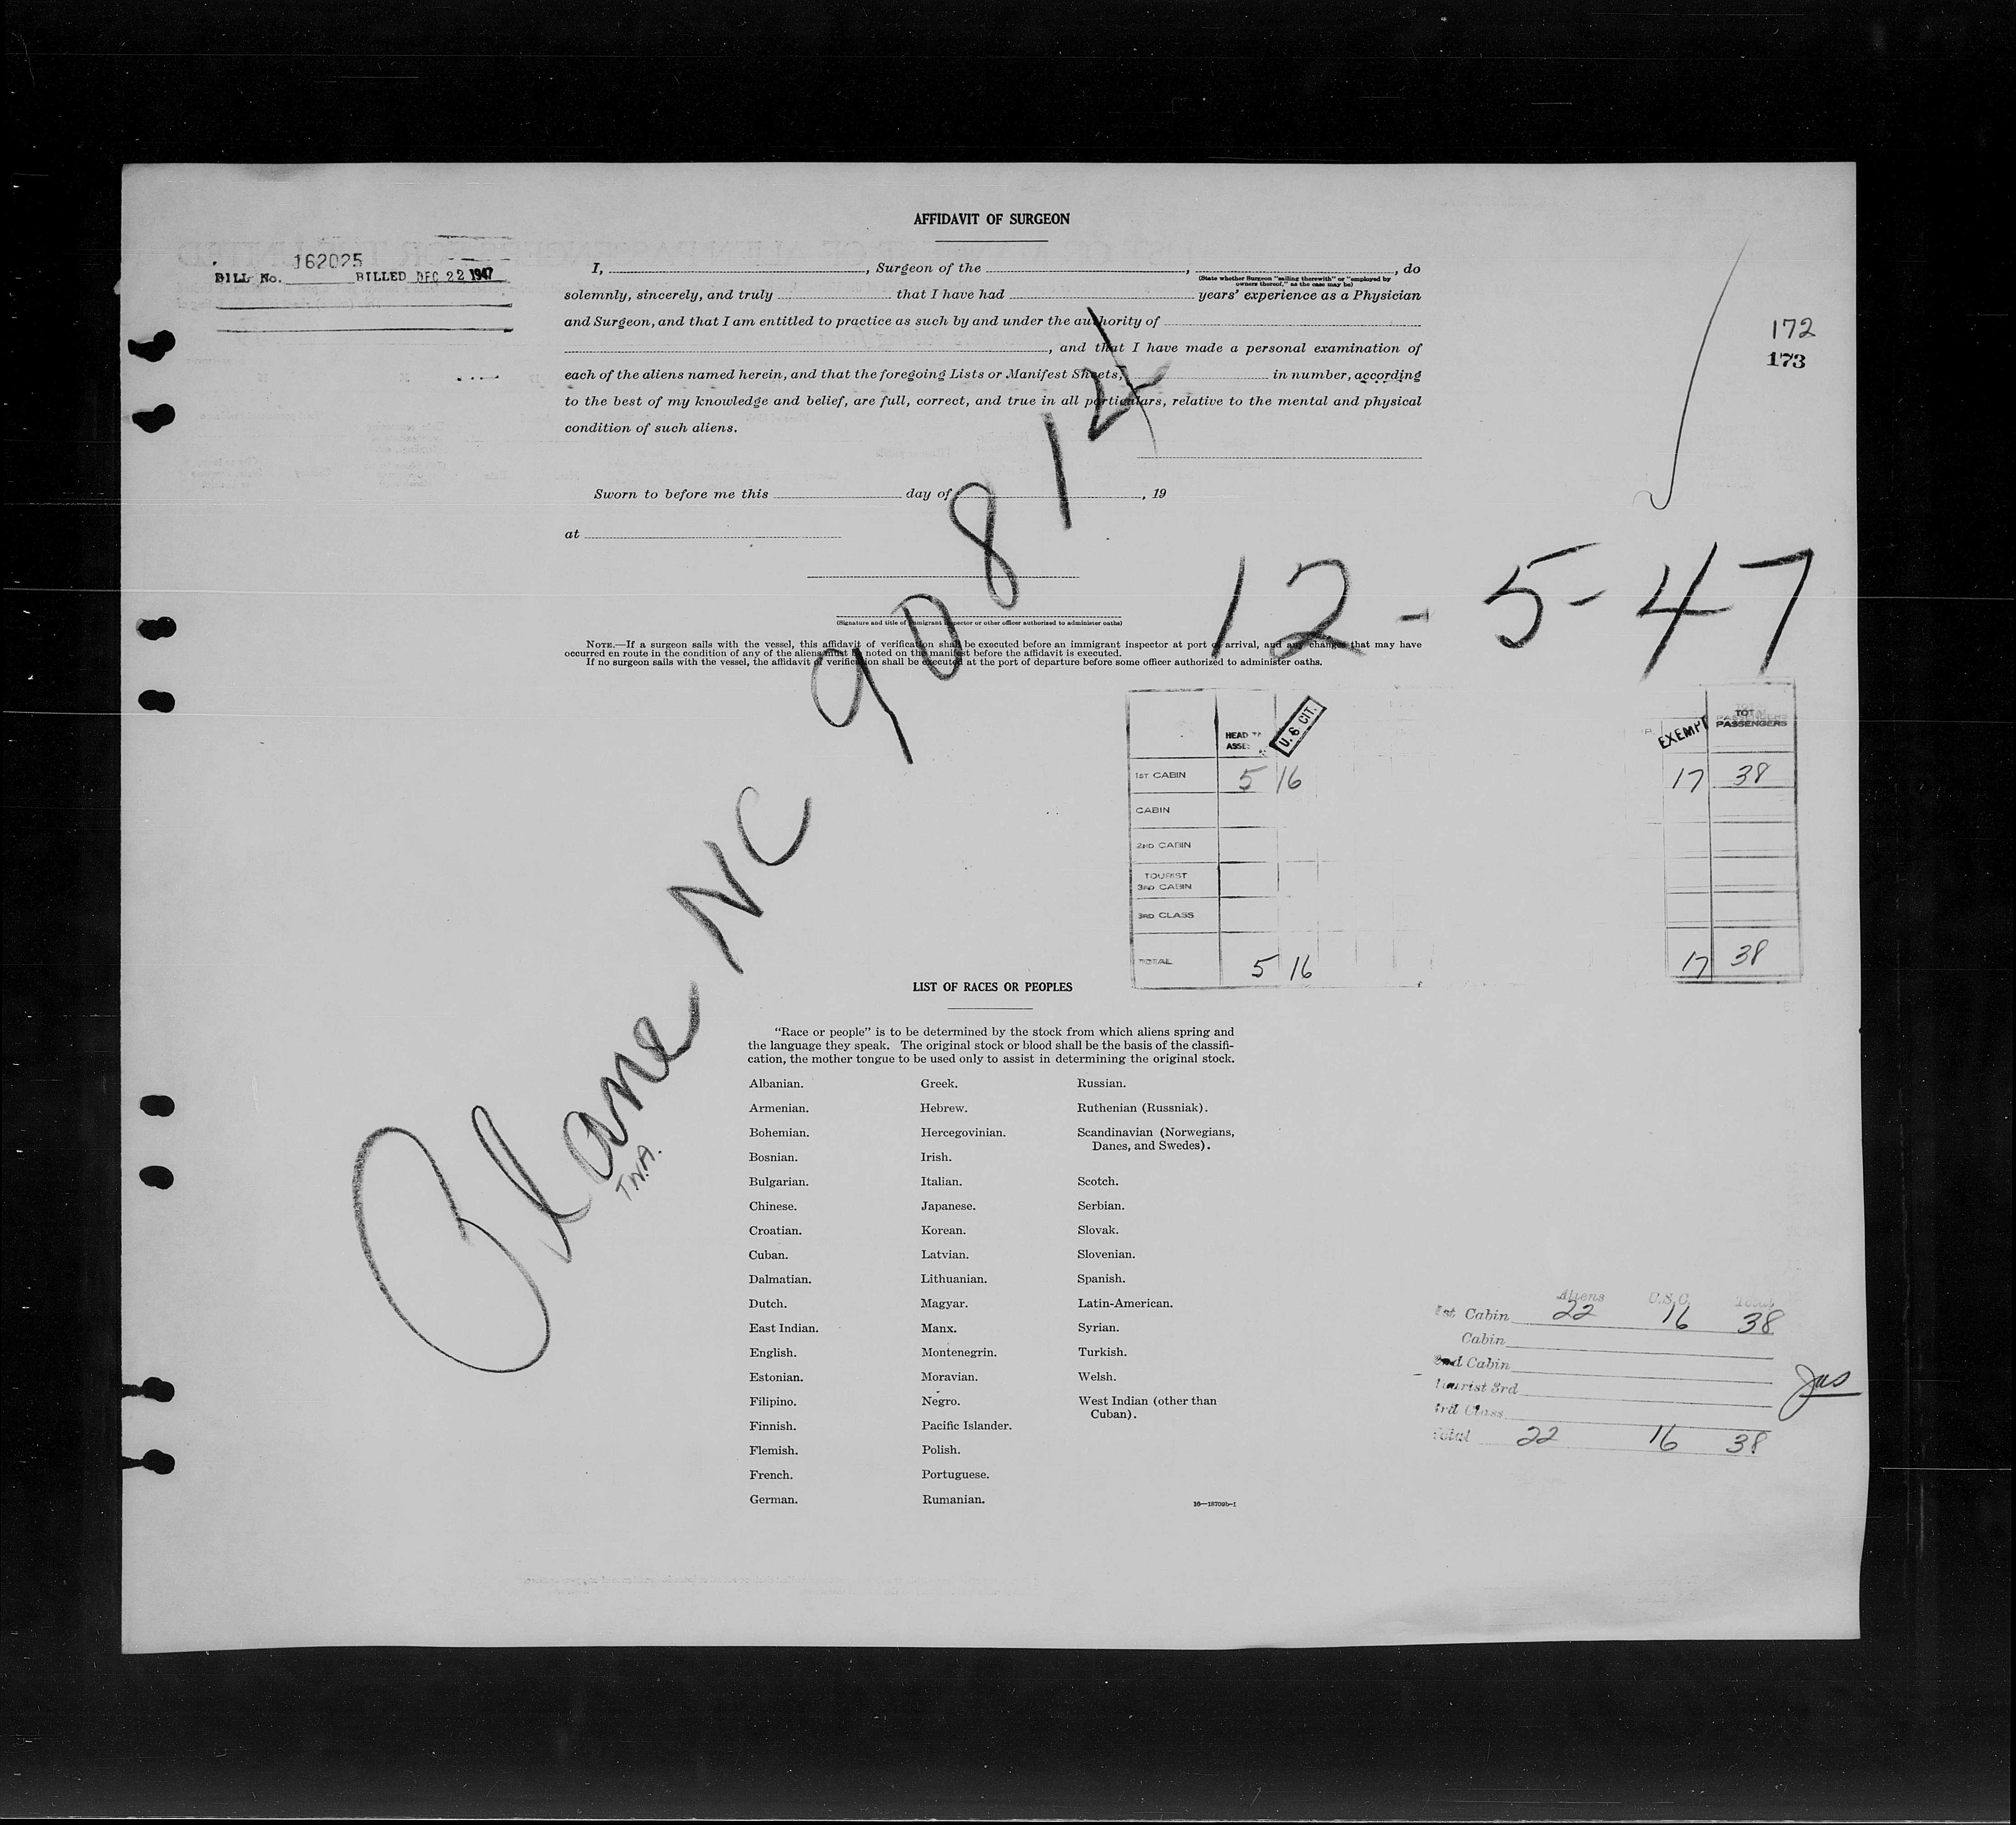 AFFIDAVIT OF SURGEON
BILL No. 162025 BILLED DEC 22 1947
I, , Surgeon of the , , do
(State whether Surgeon "sailing therewith" or "employed by
owners thereof," as the case may be)
solemnly, sincerely, and truly that I have had years' experience as a Physician
and Surgeon, and that I am entitled to practice as such by and under the authority of
, and that I have made a personal examination of
each of the aliens named herein, and that the foregoing Lists or Manifest Sheets, in number, according
to the best of my knowledge and belief, are full, correct, and true in all particulars, relative to the mental and physical
condition of such aliens.
172
173
Sworn to before me this day of , 19
at
(Signature and title of immigrant inspector or other officer authorized to administer oaths)
NOTE.—If a surgeon sails with the vessel, this affidavit of verification shall be executed before an immigrant inspector at port of arrival, and any changes that may have
occurred en route in the condition of any of the aliens must be noted on the manifest before the affidavit is executed.
If no surgeon sails with the vessel, the affidavit of verification shall be executed at the port of departure before some officer authorized to administer oaths.
12-5-47
Plane NC 90814
T.W.A.
HEAD
U. S CIT.
EXEMPT
TOTAL
PASSENGERS
1ST CABIN 5 16 17 38
CABIN
2ND CABIN
TOURIST
3RD CABIN
3RD CLASS
TOTAL 5 16 17 38
LIST OF RACES OR PEOPLES
"Race or people" is to be determined by the stock from which aliens spring and
the language they speak. The original stock or blood shall be the basis of the classifi-
cation, the mother tongue to be used only to assist in determining the original stock.
Albanian. Greek. Russian.
Armenian. Hebrew. Ruthenian (Russniak).
Bohemian. Hercegovinian. Scandinavian (Norwegians,
Danes, and Swedes).
Bosnian. Irish.
Bulgarian. Italian. Scotch.
Chinese. Japanese. Serbian.
Croatian. Korean. Slovak.
Cuban. Latvian. Slovenian.
Dalmatian. Lithuanian. Spanish.
Dutch. Magyar. Latin-American.
East Indian. Manx. Syrian.
English. Montenegrin. Turkish.
Estonian. Moravian. Welsh.
Filipino. Negro. West Indian (other than
Cuban).
Finnish. Pacific Islander.
Flemish. Polish.
French. Portuguese.
German. Rumanian.
16—18709b-1
Aliens U.S.C. Total
1st Cabin 22 16 38
Cabin
2nd Cabin
Tourist 3rd
3rd Class
Total 22 16 38